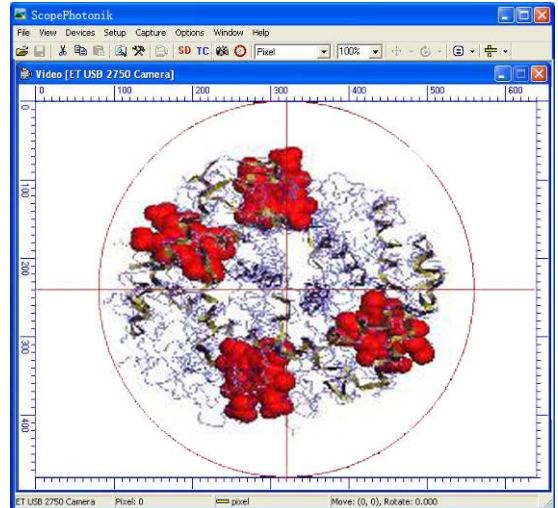 ScopePhotonik
File View Devices Setup Capture Options Window Help
SD TC Pixel 100%
Video [ET USB 2750 Camera]
0 100 200 300 400 500 600
0
100
200
300
400
ET USB 2750 Camera Pixel: 0 pixel Move: (0, 0), Rotate: 0.000